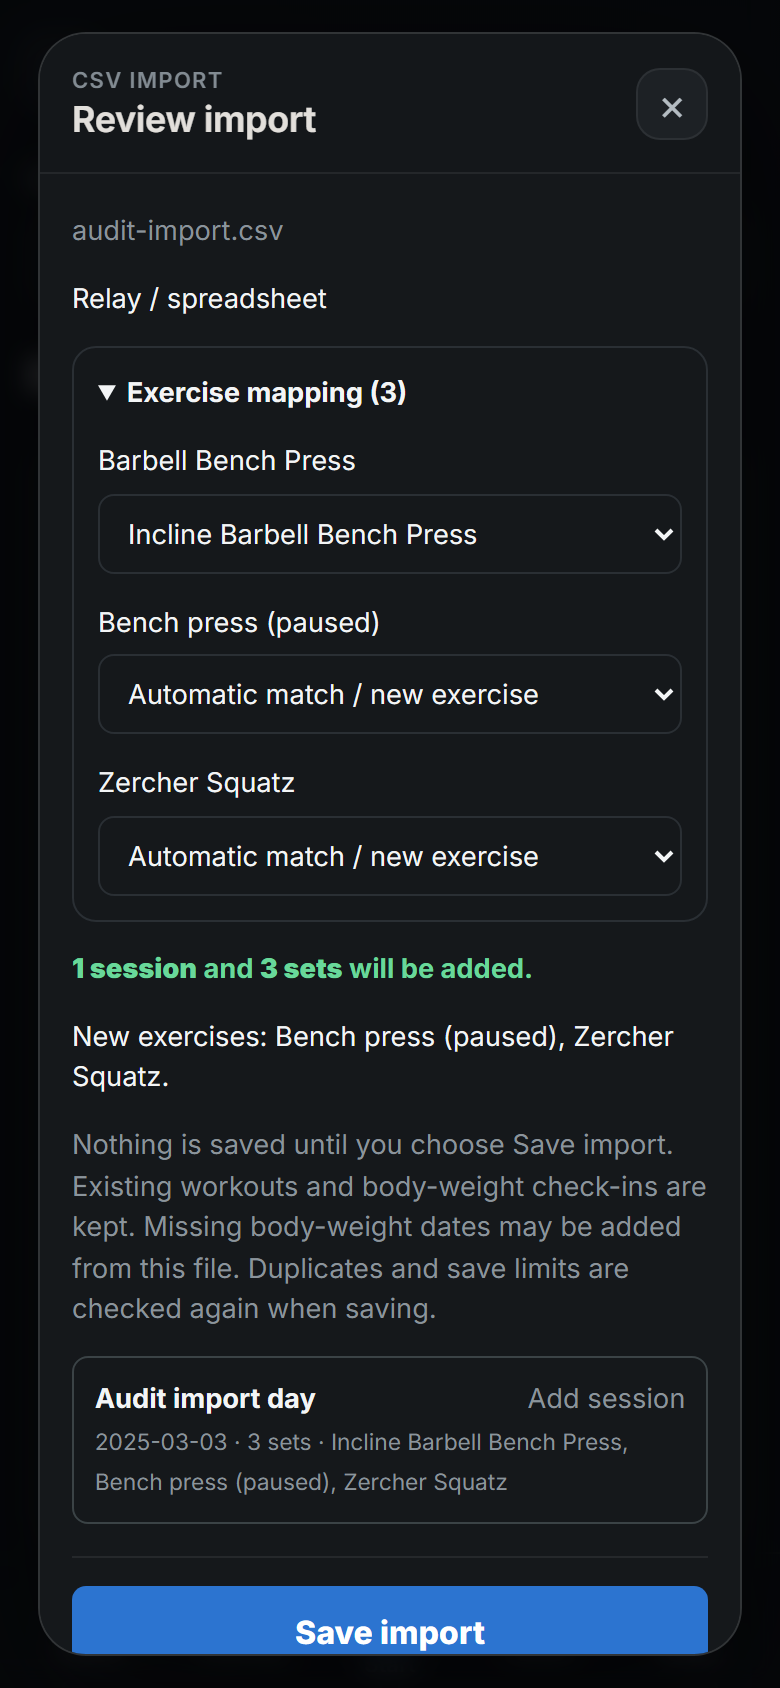 CSV IMPORT
Review import
audit-import.csv
Relay / spreadsheet
Exercise mapping (3)
Barbell Bench Press
Incline Barbell Bench Press
Bench press (paused)
Automatic match / new exercise
Zercher Squatz
Automatic match / new exercise
1 session and 3 sets will be added.
New exercises: Bench press (paused), Zercher
Squatz.
Nothing is saved until you choose Save import.
Existing workouts and body-weight check-ins are
kept. Missing body-weight dates may be added
from this file. Duplicates and save limits are
checked again when saving.
Audit import day
Add session
2025-03-03 · 3 sets · Incline Barbell Bench Press,
Bench press (paused), Zercher Squatz
Save import